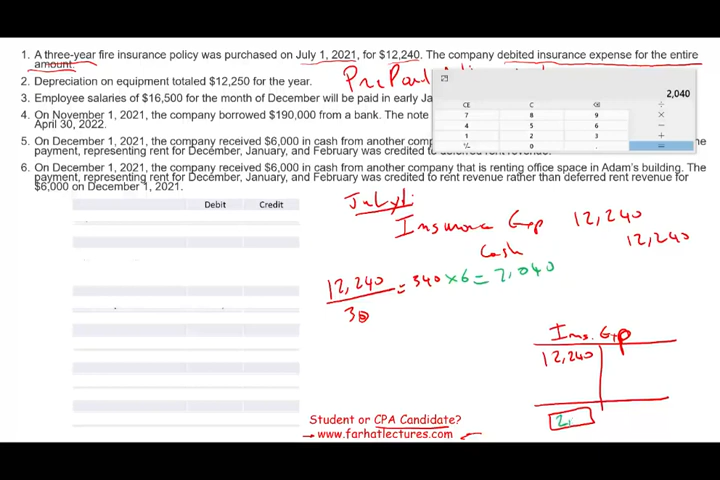 1. A three-year fire insurance policy was purchased on July 1, 2021, for $12,240. The company debited insurance expense for the entire
amount.
PrePaid
2. Depreciation on equipment totaled $12,250 for the year.
3. Employee salaries of $16,500 for the month of December will be paid in early Ja
4. On November 1, 2021, the company borrowed $190,000 from a bank. The note
April 30, 2022.
5. On December 1, 2021, the company received $6,000 in cash from another comp
he
payment, representing rent for December, January, and February was credited to
6. On December 1, 2021, the company received $6,000 in cash from another company that is renting office space in Adam's building. The
payment, representing rent for December, January, and February was credited to rent revenue rather than deferred rent revenue for
$6,000 on December 1, 2021.
2,040
CE C ⌫ ÷
7 8 9 ×
4 5 6 −
1 2 3 +
⁺/₋ 0 . =
Debit Credit
July 1
Insurance Exp 12,240
Cash 12,240
12,240 = 340 × 6 = 2,040
36
Ins. Exp
12,240
2,
Student or CPA Candidate?
www.farhatlectures.com